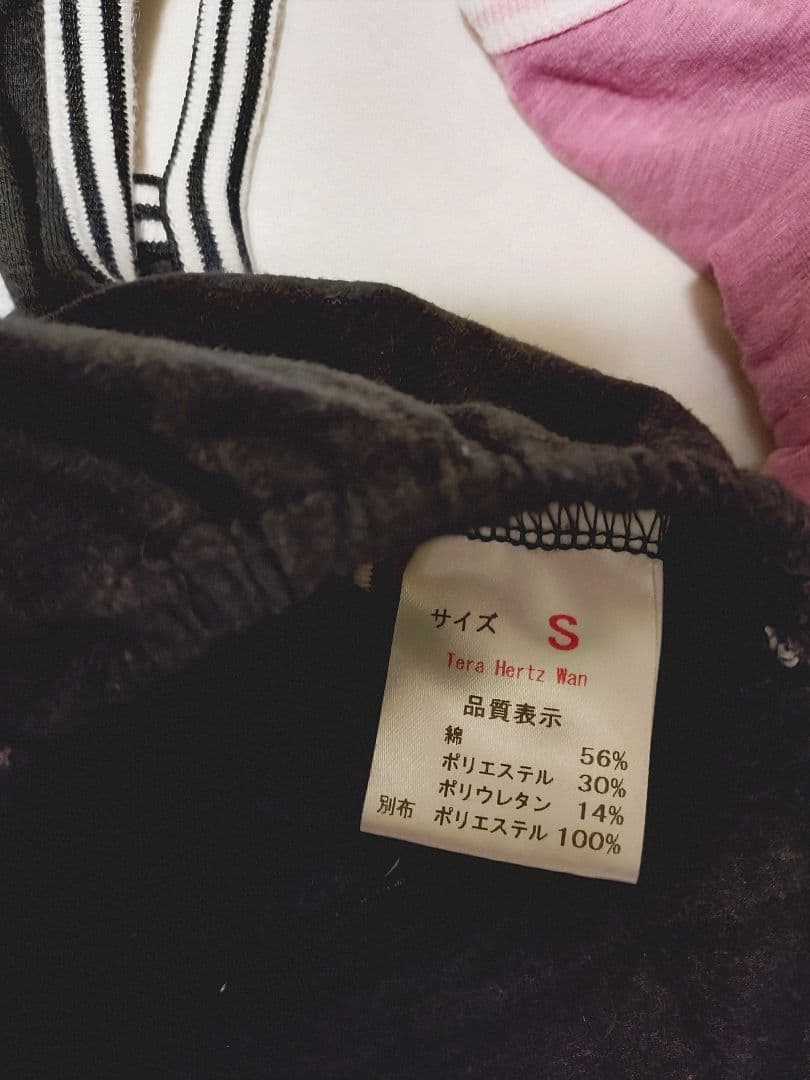 サイズ S
Tera Hertz Wan
品質表示
綿 56%
ポリエステル 30%
ポリウレタン 14%
別布 ポリエステル 100%